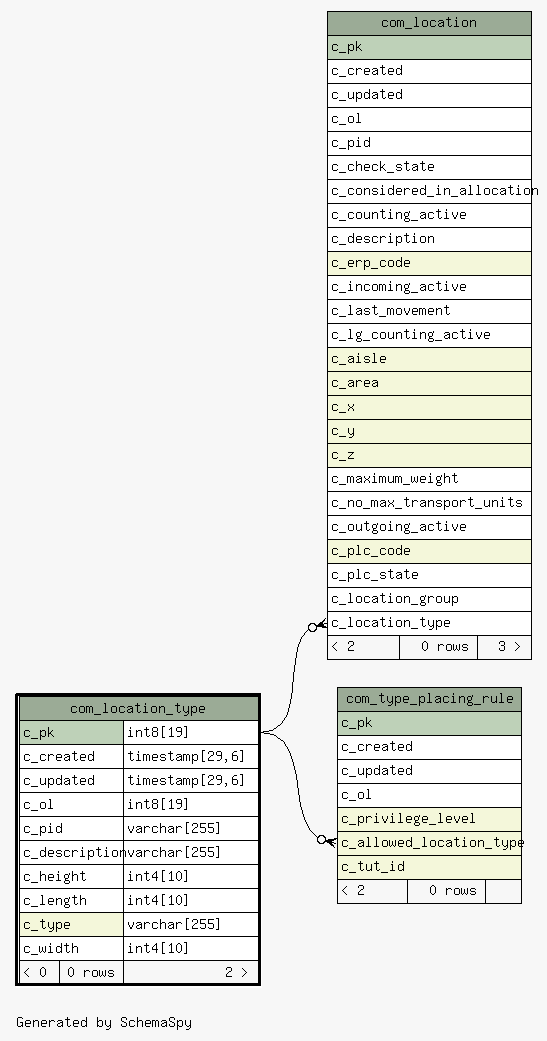 com_location
c_pk
c_created
c_updated
c_ol
c_pid
c_check_state
c_considered_in_allocation
c_counting_active
c_description
c_erp_code
c_incoming_active
c_last_movement
c_lg_counting_active
c_aisle
c_area
c_x
c_y
c_z
c_maximum_weight
c_no_max_transport_units
c_outgoing_active
c_plc_code
c_plc_state
c_location_group
c_location_type
< 2 0 rows 3 >
com_location_type
c_pk int8[19]
c_created timestamp[29,6]
c_updated timestamp[29,6]
c_ol int8[19]
c_pid varchar[255]
c_description varchar[255]
c_height int4[10]
c_length int4[10]
c_type varchar[255]
c_width int4[10]
< 0 0 rows 2 >
com_type_placing_rule
c_pk
c_created
c_updated
c_ol
c_privilege_level
c_allowed_location_type
c_tut_id
< 2 0 rows
Generated by SchemaSpy